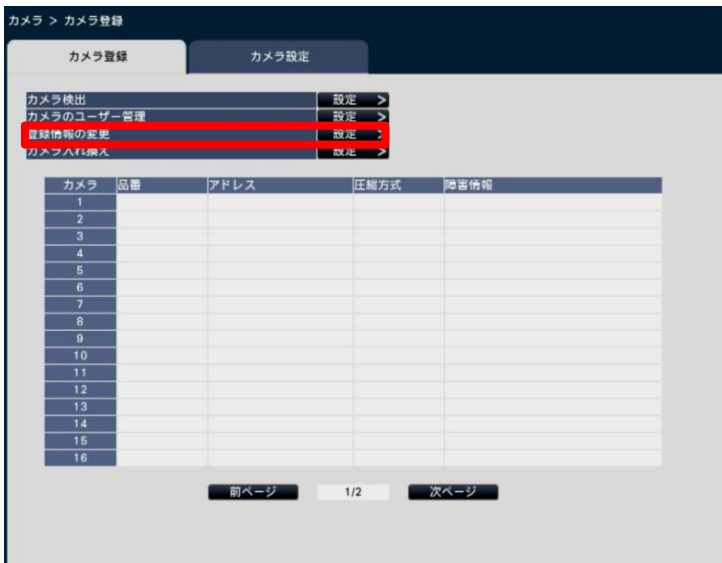 カメラ > カメラ登録
カメラ登録 カメラ設定
カメラ検出 設定 >
カメラのユーザー管理 設定 >
登録情報の変更 設定 >
カメラ入れ換え 設定 >
カメラ 品番 アドレス 圧縮方式 障害情報
1
2
3
4
5
6
7
8
9
10
11
12
13
14
15
16
前ページ 1/2 次ページ